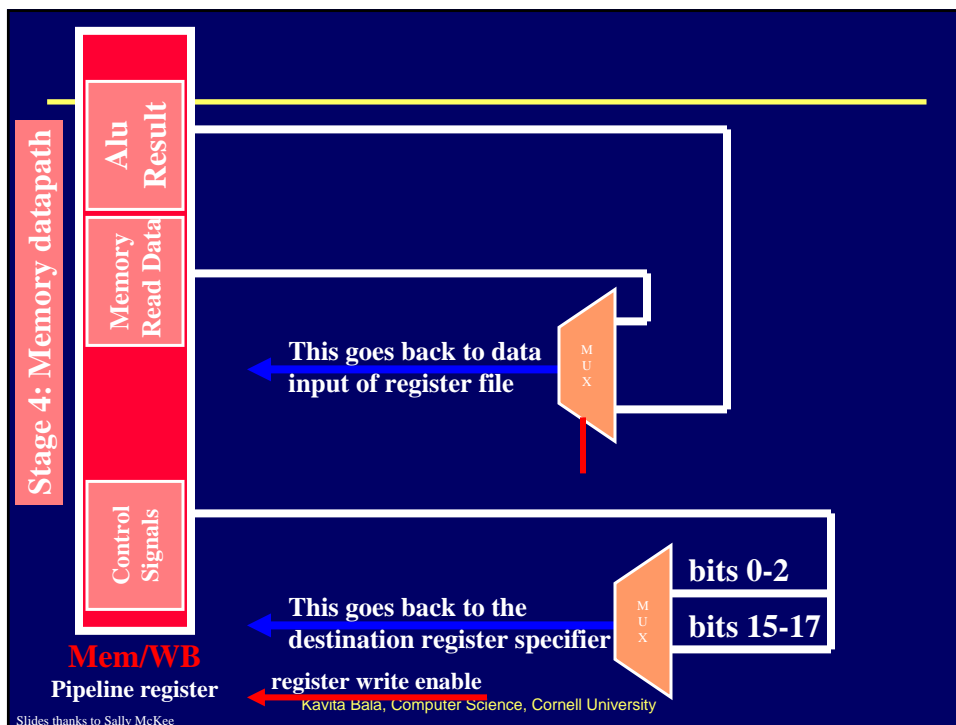 Stage 4: Memory datapath
Alu
Result
Memory
Read Data
This goes back to data
input of register file
M
U
X
Control
Signals
bits 0-2
bits 15-17
This goes back to the
destination register specifier
M
U
X
Mem/WB
Pipeline register
register write enable
Kavita Bala, Computer Science, Cornell University
Slides thanks to Sally McKee